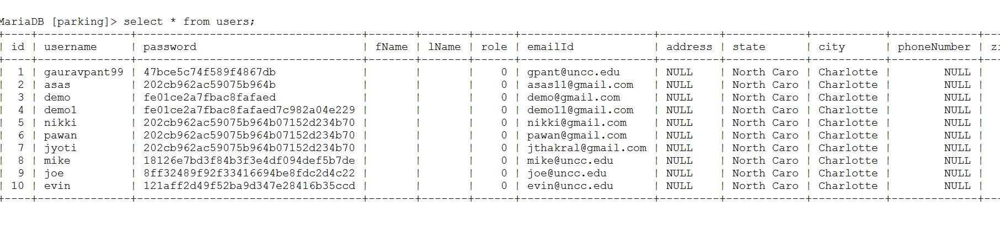 MariaDB [parking]> select * from users;
+----+--------------+----------------------------------+-------+-------+------+--------------------+---------+------------+-----------+-------------+---
| id | username | password | fName | lName | role | emailId | address | state | city | phoneNumber | zi
+----+--------------+----------------------------------+-------+-------+------+--------------------+---------+------------+-----------+-------------+---
| 1 | gauravpant99 | 47bce5c74f589f4867db | | | 0 | gpant@uncc.edu | NULL | North Caro | Charlotte | NULL |
| 2 | asas | 202cb962ac59075b964b | | | 0 | asas11@gmail.com | NULL | North Caro | Charlotte | NULL |
| 3 | demo | fe01ce2a7fbac8fafaed | | | 0 | demo@gmail.com | NULL | North Caro | Charlotte | NULL |
| 4 | demo1 | fe01ce2a7fbac8fafaed7c982a04e229 | | | 0 | demo11@gmail.com | NULL | North Caro | Charlotte | NULL |
| 5 | nikki | 202cb962ac59075b964b07152d234b70 | | | 0 | nikki@gmail.com | NULL | North Caro | Charlotte | NULL |
| 6 | pawan | 202cb962ac59075b964b07152d234b70 | | | 0 | pawan@gmail.com | NULL | North Caro | Charlotte | NULL |
| 7 | jyoti | 202cb962ac59075b964b07152d234b70 | | | 0 | jthakral@gmail.com | NULL | North Caro | Charlotte | NULL |
| 8 | mike | 18126e7bd3f84b3f3e4df094def5b7de | | | 0 | mike@uncc.edu | NULL | North Caro | Charlotte | NULL |
| 9 | joe | 8ff32489f92f33416694be8fdc2d4c22 | | | 0 | joe@uncc.edu | NULL | North Caro | Charlotte | NULL |
| 10 | evin | 121aff2d49f52ba9d347e28416b35ccd | | | 0 | evin@uncc.edu | NULL | North Caro | Charlotte | NULL |
+----+--------------+----------------------------------+-------+-------+------+--------------------+---------+------------+-----------+-------------+---